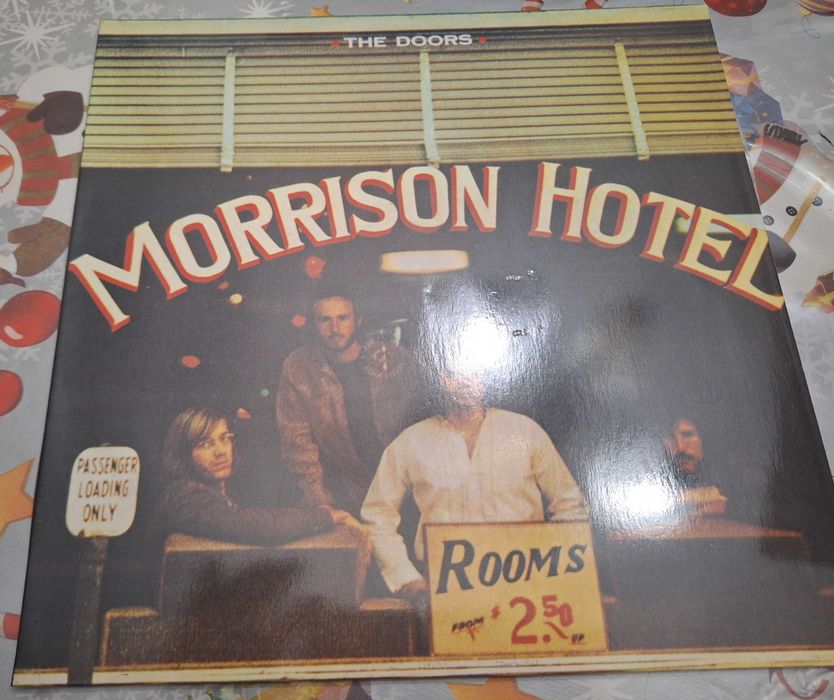 THE DOORS
MORRISON HOTEL
PASSENGER
LOADING
ONLY
ROOMS
FROM $2.50 UP